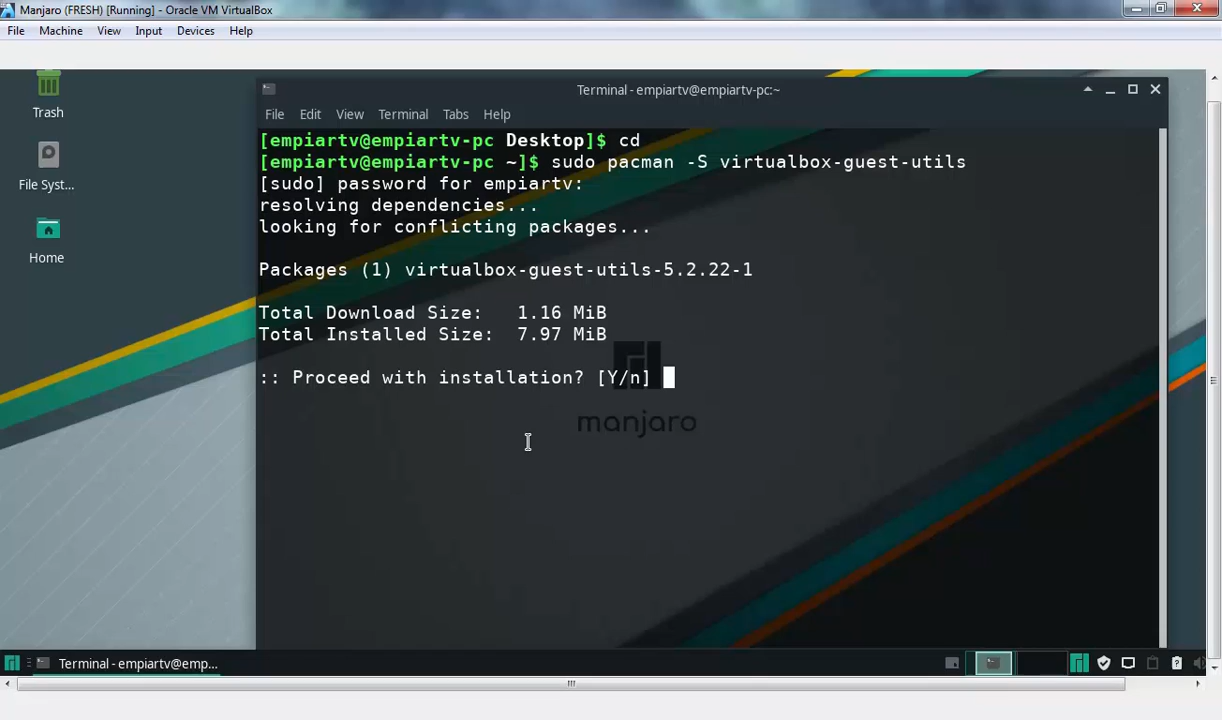 Manjaro (FRESH) [Running] - Oracle VM VirtualBox
File Machine View Input Devices Help
Trash
File Syst...
Home
Terminal - empiartv@empiartv-pc:~
File Edit View Terminal Tabs Help
[empiartv@empiartv-pc Desktop]$ cd
[empiartv@empiartv-pc ~]$ sudo pacman -S virtualbox-guest-utils
[sudo] password for empiartv:
resolving dependencies...
looking for conflicting packages...
Packages (1) virtualbox-guest-utils-5.2.22-1
Total Download Size:   1.16 MiB
Total Installed Size:  7.97 MiB
:: Proceed with installation? [Y/n]
manjaro
Terminal - empiartv@emp...